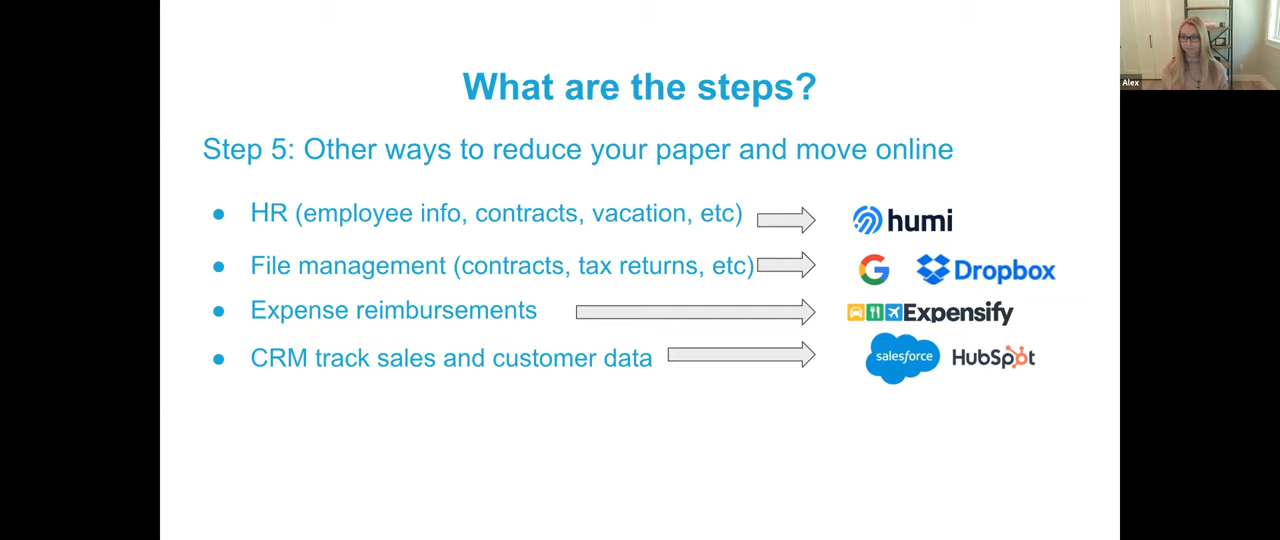 What are the steps?
Alex
Step 5: Other ways to reduce your paper and move online
● HR (employee info, contracts, vacation, etc)
humi
● File management (contracts, tax returns, etc)
Dropbox
● Expense reimbursements
Expensify
● CRM track sales and customer data
salesforce
HubSpot